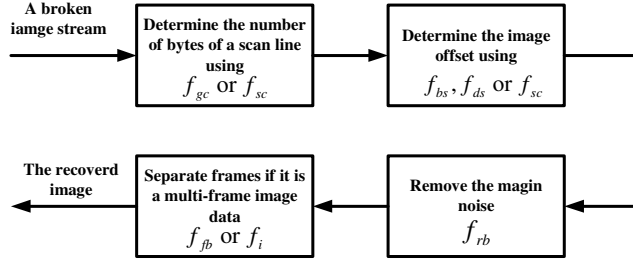 A broken
iamge stream
Determine the number
of bytes of a scan line
using
f_gc or f_sc
Determine the image
offset using
f_bs, f_ds or f_sc
Remove the magin
noise
f_rb
Separate frames if it is
a multi-frame image
data
f_fb or f_i
The recoverd
image